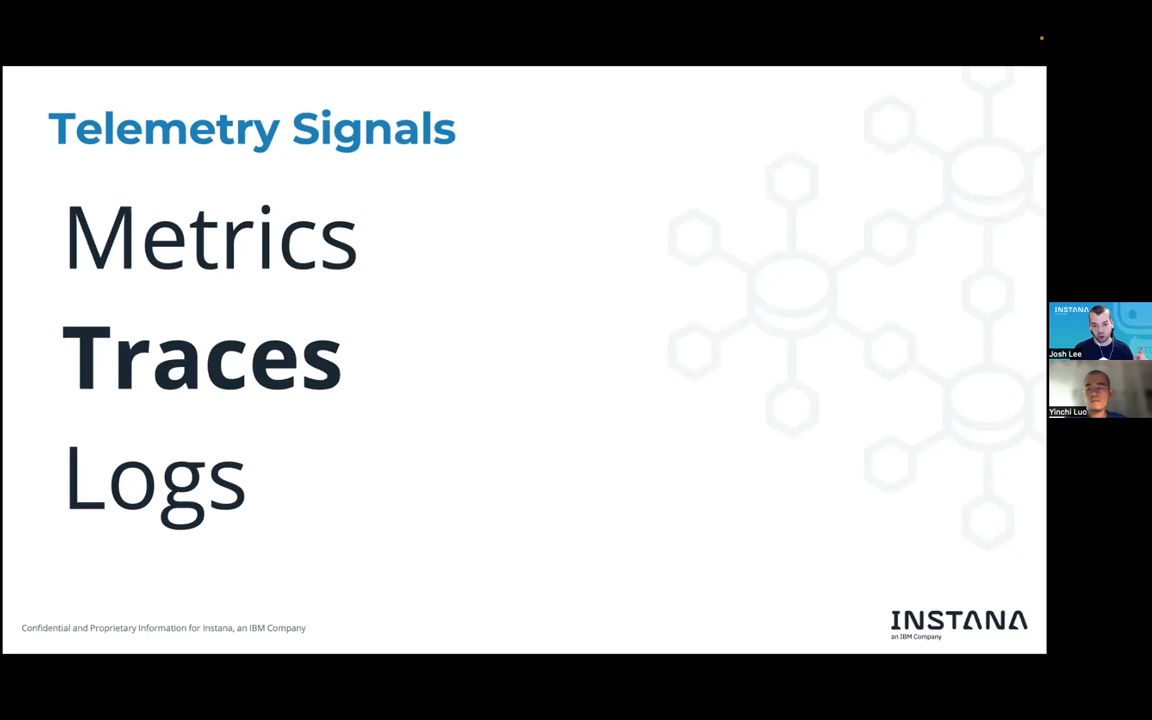 Telemetry Signals
Metrics
Traces
Logs
Confidential and Proprietary Information for Instana, an IBM Company
INSTANA
an IBM Company
INSTANA
Josh Lee
Yinchi Luo